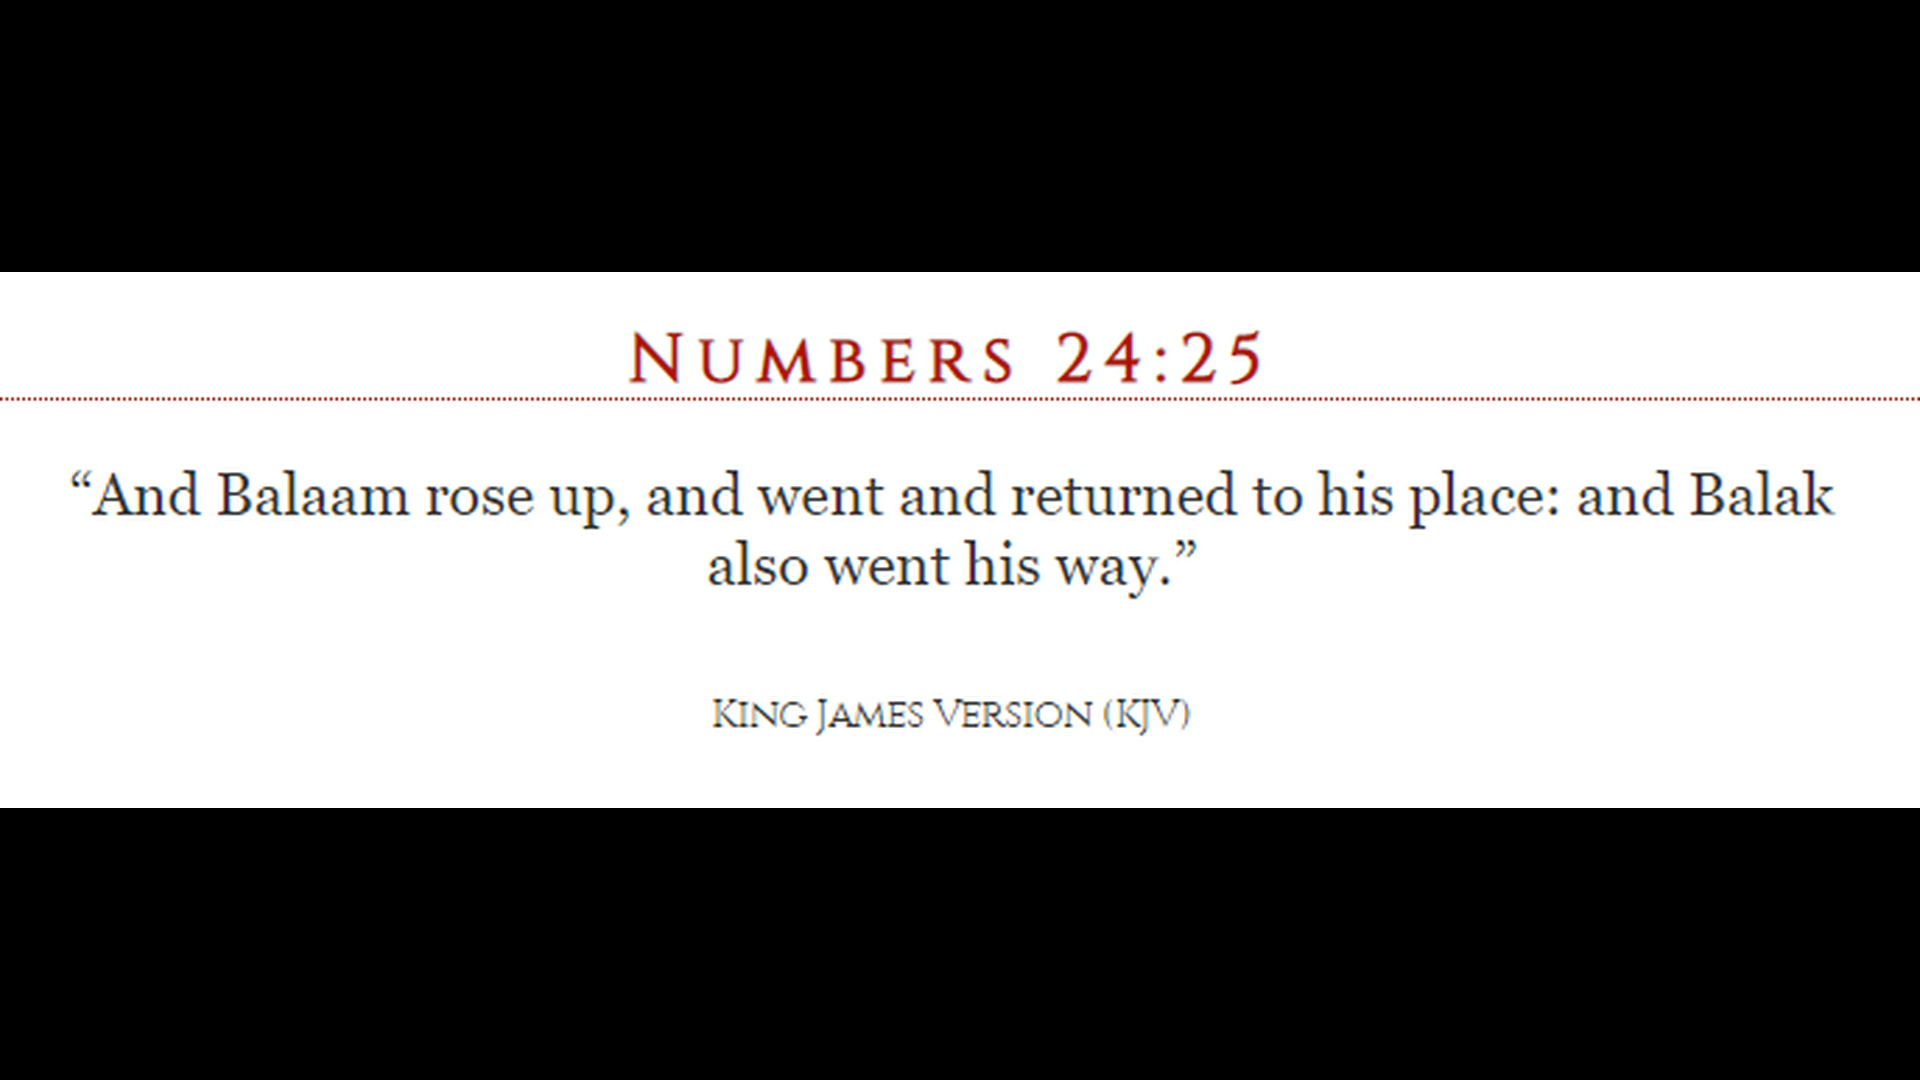 Numbers 24:25
“And Balaam rose up, and went and returned to his place: and Balak
also went his way.”
King James Version (KJV)